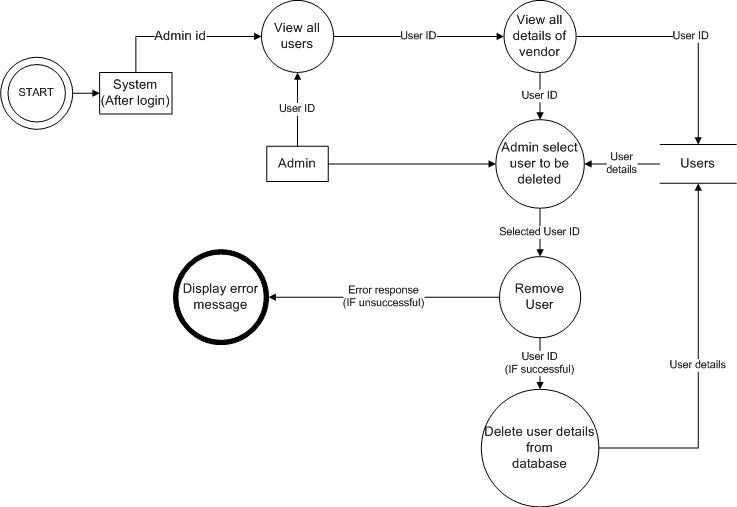 START
System
(After login)
Admin id
View all
users
User ID
View all
details of
vendor
User ID
User ID
User ID
Admin
Admin select
user to be
deleted
User
details
Users
Selected User ID
Display error
message
Error response
(IF unsuccessful)
Remove
User
User ID
(IF successful)
User details
Delete user details
from
database